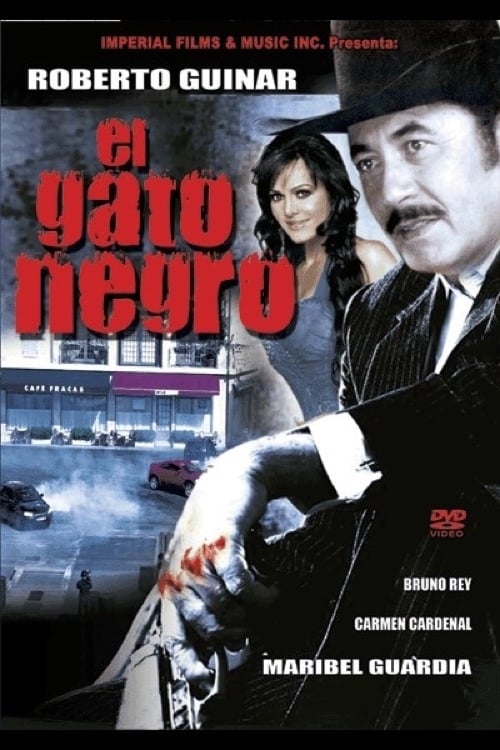 IMPERIAL FILMS & MUSIC INC. Presenta:
ROBERTO GUINAR
el
gato
negro
CAFE FRACAS
DVD
VIDEO
BRUNO REY
CARMEN CARDENAL
MARIBEL GUARDIA